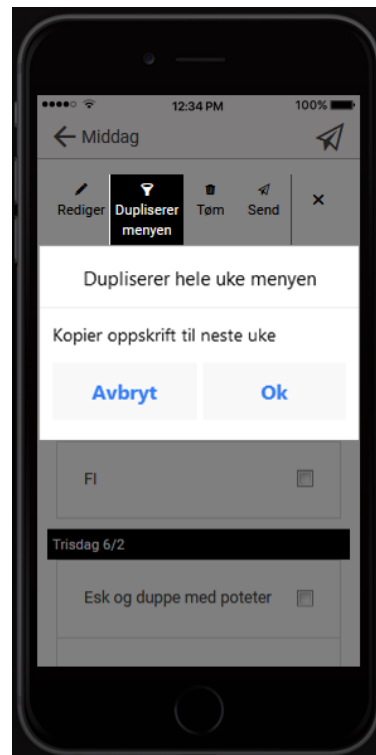 12:34 PM 100%
Middag
Rediger Dupliserer menyen Tøm Send ×
Dupliserer hele uke menyen
Kopier oppskrift til neste uke
Avbryt Ok
FI
Trisdag 6/2
Esk og duppe med poteter